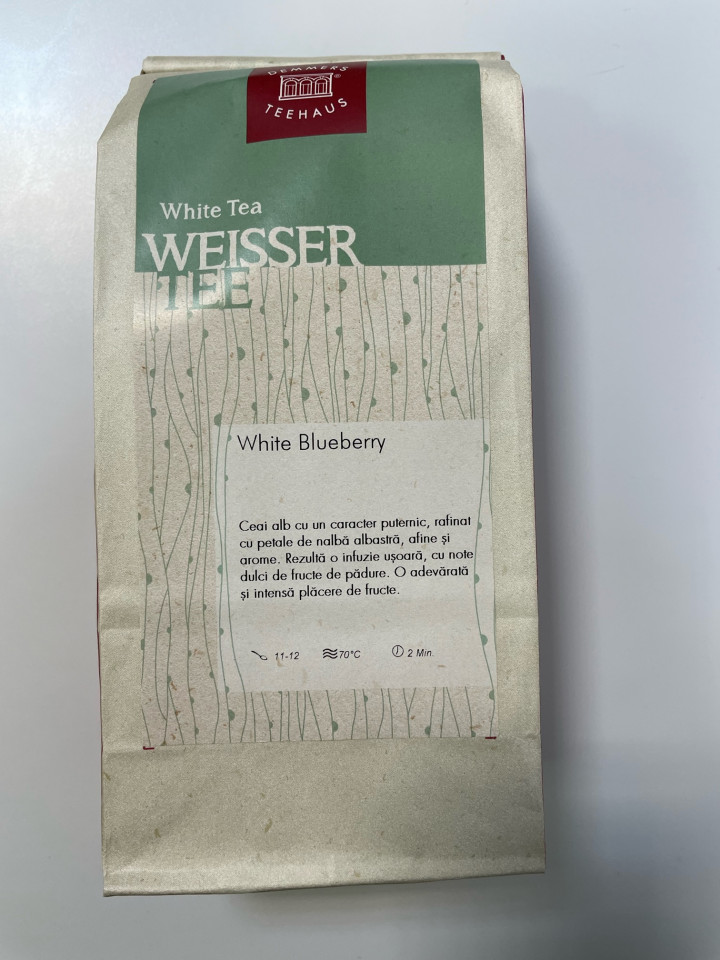 DEMMERS
TEEHAUS
White Tea
WEISSER
TEE
White Blueberry
Ceai alb cu un caracter puternic, rafinat
cu petale de nalbă albastră, afine și
arome. Rezultă o infuzie ușoară, cu note
dulci de fructe de pădure. O adevărată
și intensă plăcere de fructe.
11-12 70°C 2 Min.